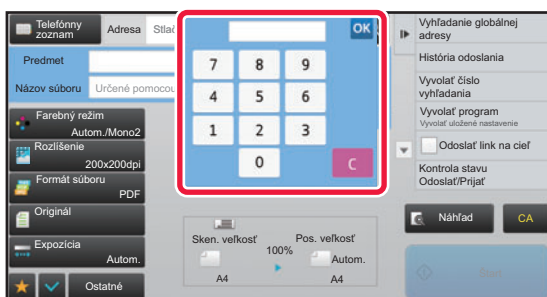 Telefónny
zoznam
Adresa
Stlač
Predmet
Názov súboru
Určené pomocou
Farebný režim
Autom./Mono2
Rozlíšenie
200x200dpi
Formát súboru
PDF
Originál
Expozícia
Autom.
Ostatné
OK
7 8 9
4 5 6
1 2 3
0 C
Sken. veľkosť
100%
Pos. veľkosť
Autom.
A4
A4
Vyhľadanie globálnej
adresy
História odoslania
Vyvolať číslo
vyhľadania
Vyvolať program
Vyvolať uložené nastavenie
Odoslať link na cieľ
Kontrola stavu
Odoslať/Prijať
Náhľad
CA
Štart